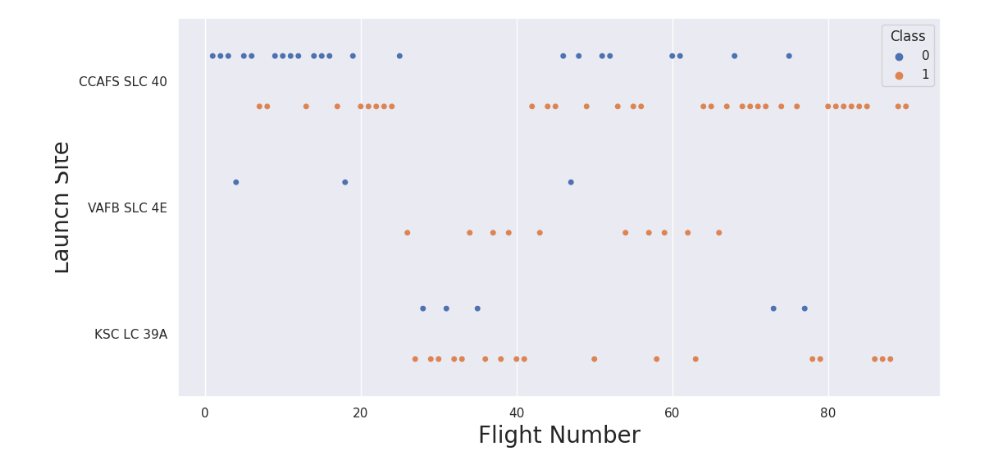 Class
0
1
CCAFS SLC 40
VAFB SLC 4E
KSC LC 39A
Launch Site
0 20 40 60 80
Flight Number